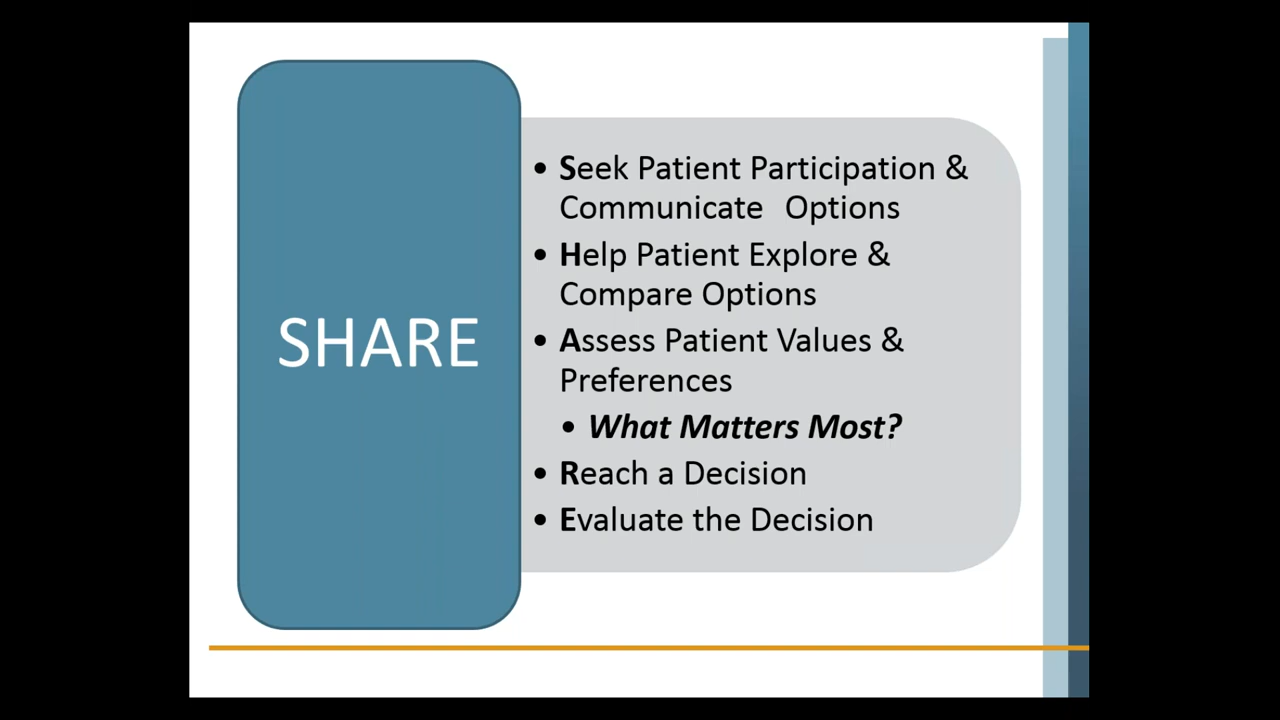 SHARE
• Seek Patient Participation &
Communicate Options
• Help Patient Explore &
Compare Options
• Assess Patient Values &
Preferences
• What Matters Most?
• Reach a Decision
• Evaluate the Decision